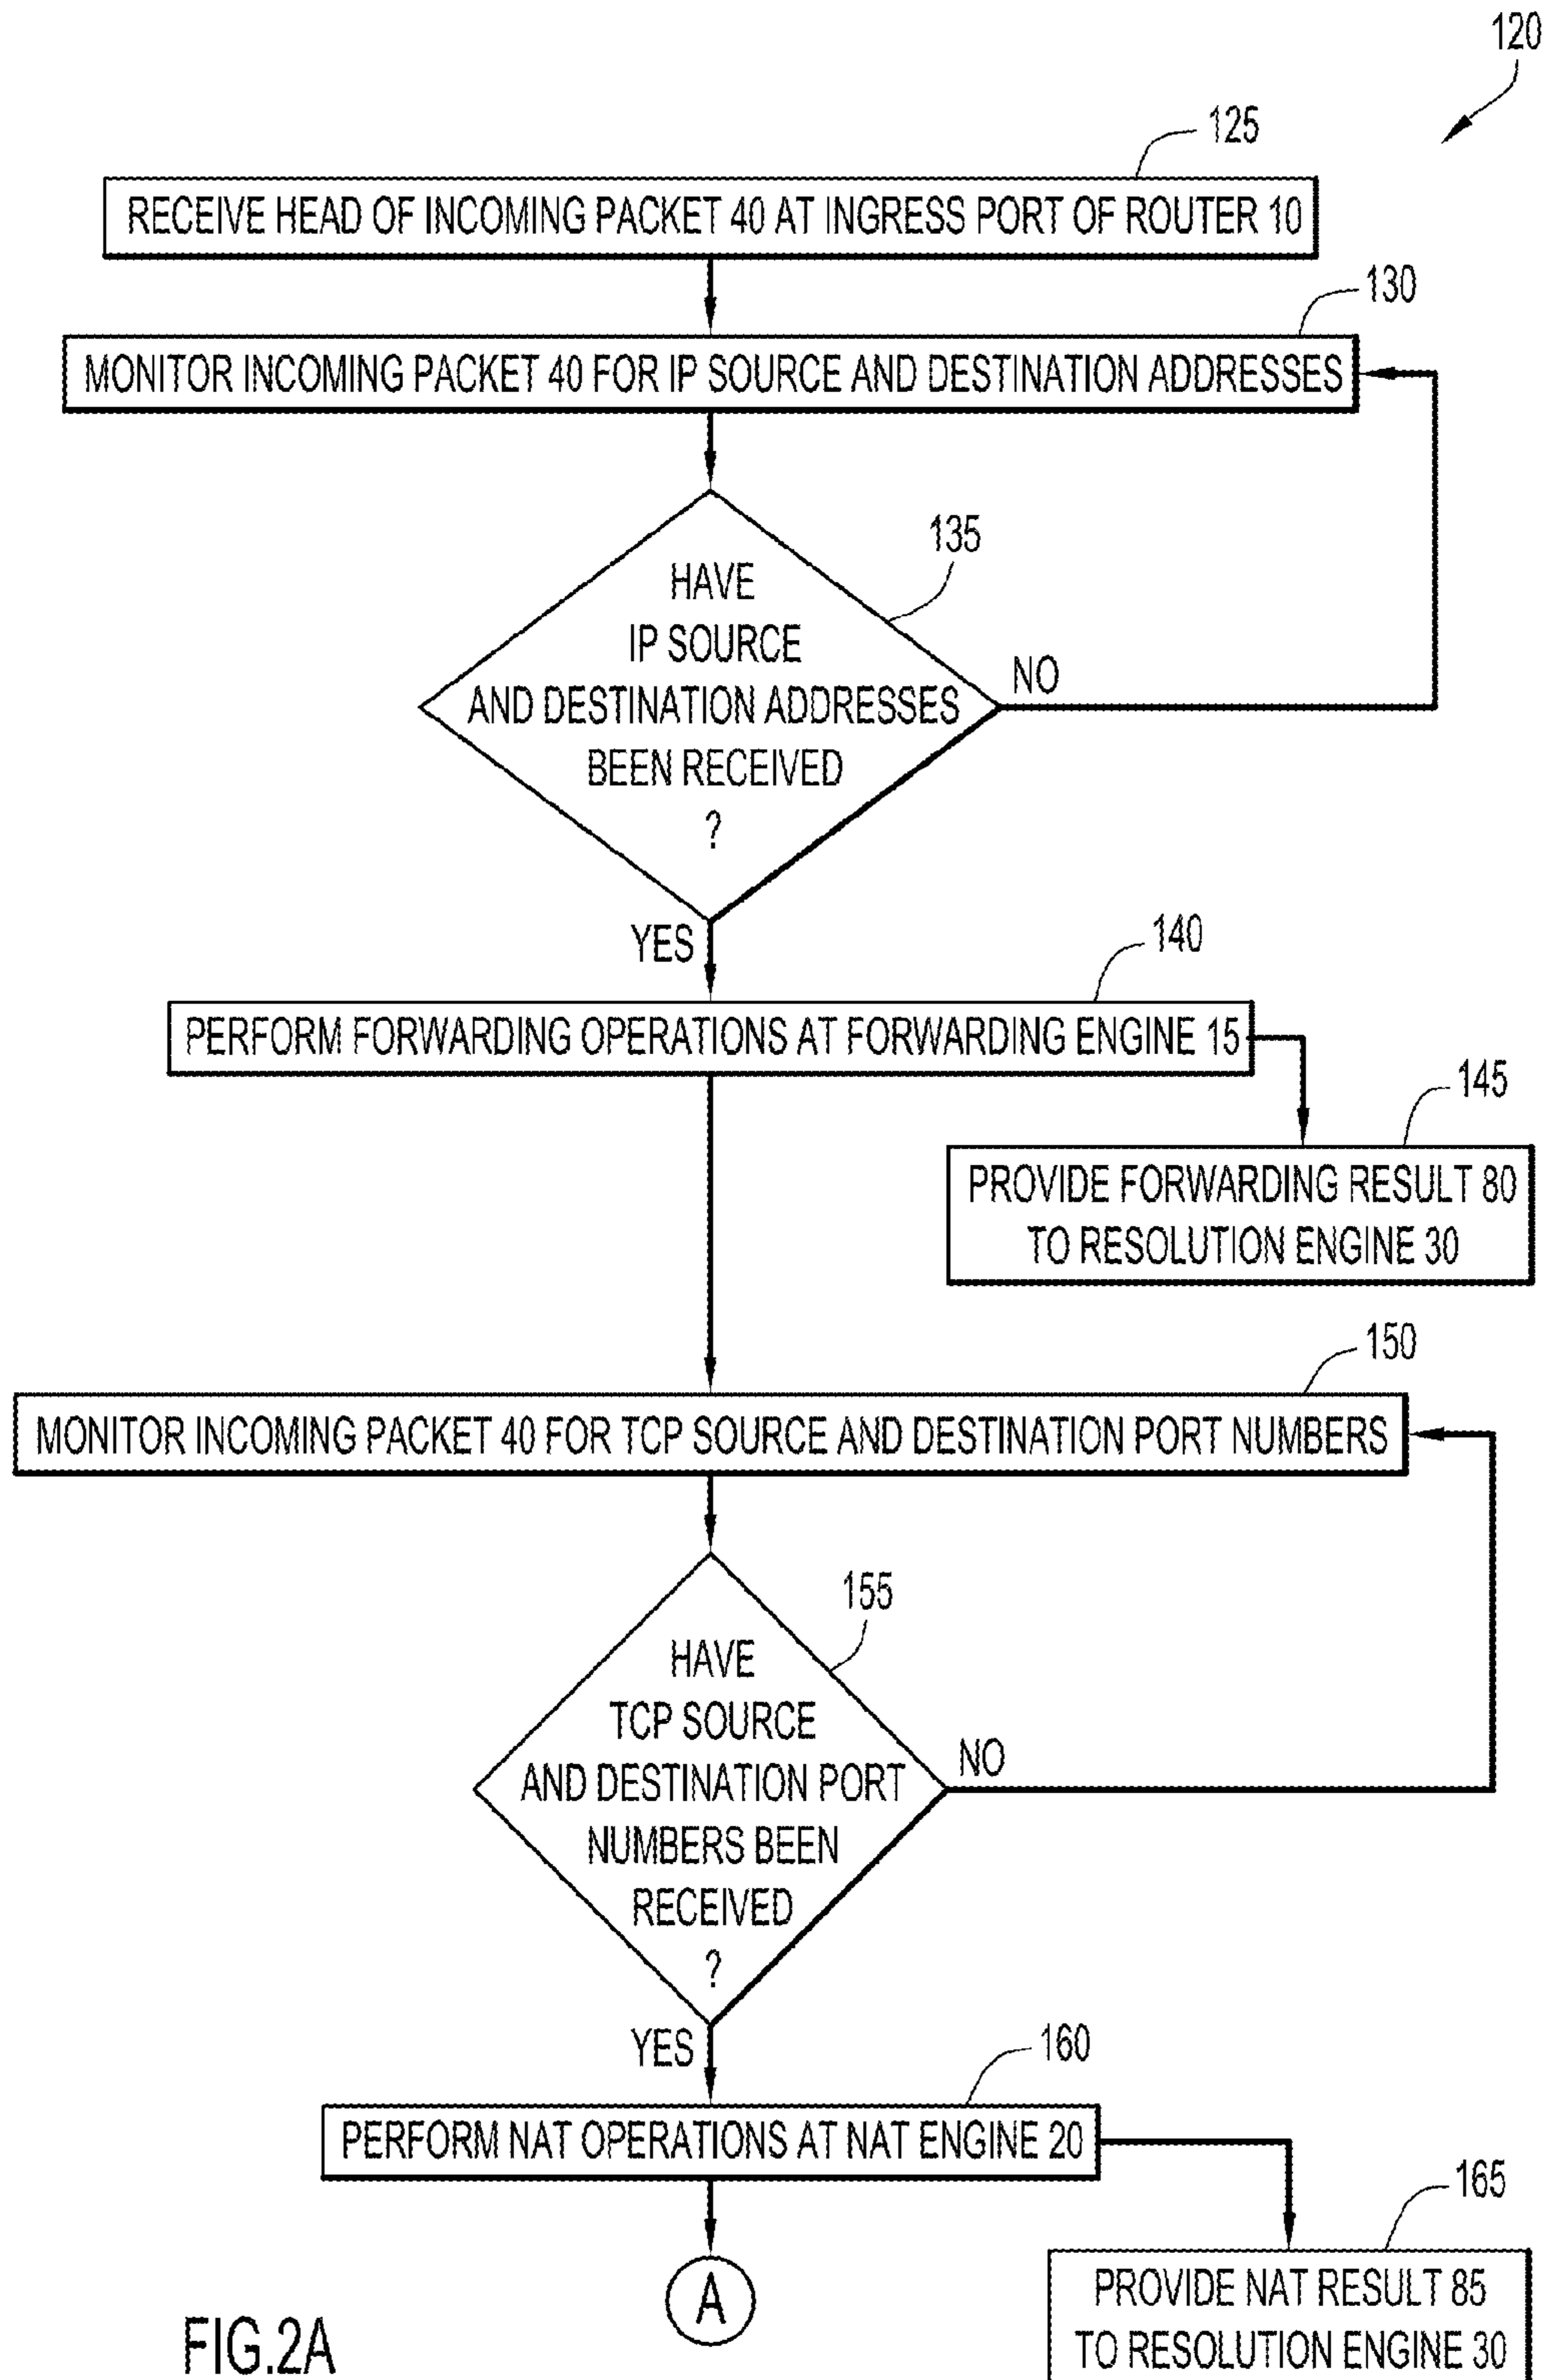 120
125
RECEIVE HEAD OF INCOMING PACKET 40 AT INGRESS PORT OF ROUTER 10
130
MONITOR INCOMING PACKET 40 FOR IP SOURCE AND DESTINATION ADDRESSES
135
HAVE
IP SOURCE
AND DESTINATION ADDRESSES
BEEN RECEIVED
?
NO
YES
140
PERFORM FORWARDING OPERATIONS AT FORWARDING ENGINE 15
145
PROVIDE FORWARDING RESULT 80
TO RESOLUTION ENGINE 30
150
MONITOR INCOMING PACKET 40 FOR TCP SOURCE AND DESTINATION PORT NUMBERS
155
HAVE
TCP SOURCE
AND DESTINATION PORT
NUMBERS BEEN
RECEIVED
?
NO
YES
160
PERFORM NAT OPERATIONS AT NAT ENGINE 20
165
PROVIDE NAT RESULT 85
TO RESOLUTION ENGINE 30
A
FIG.2A